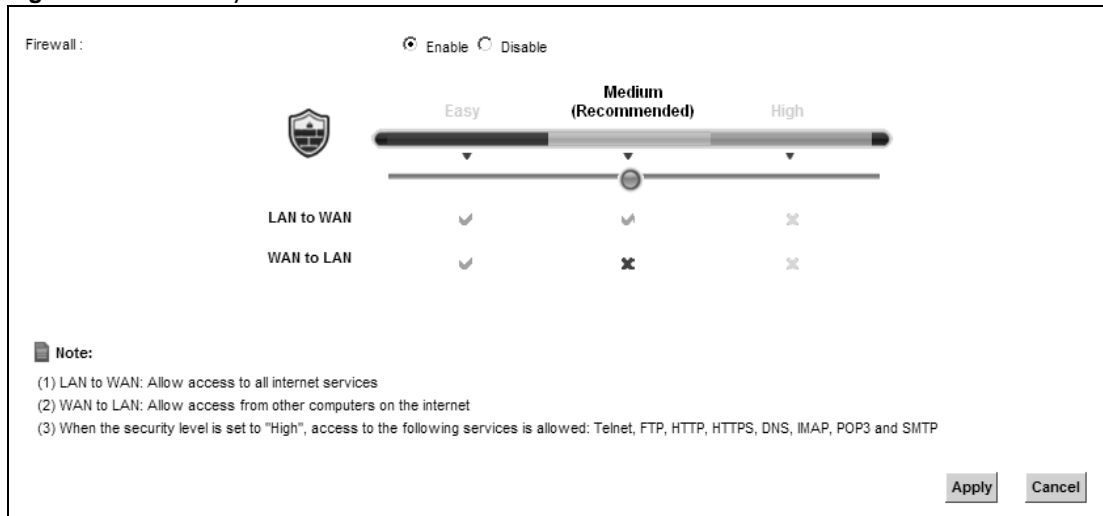 Firewall :
Enable Disable
Easy
Medium
(Recommended)
High
LAN to WAN
WAN to LAN
Note:
(1) LAN to WAN: Allow access to all internet services
(2) WAN to LAN: Allow access from other computers on the internet
(3) When the security level is set to "High", access to the following services is allowed: Telnet, FTP, HTTP, HTTPS, DNS, IMAP, POP3 and SMTP
Apply Cancel